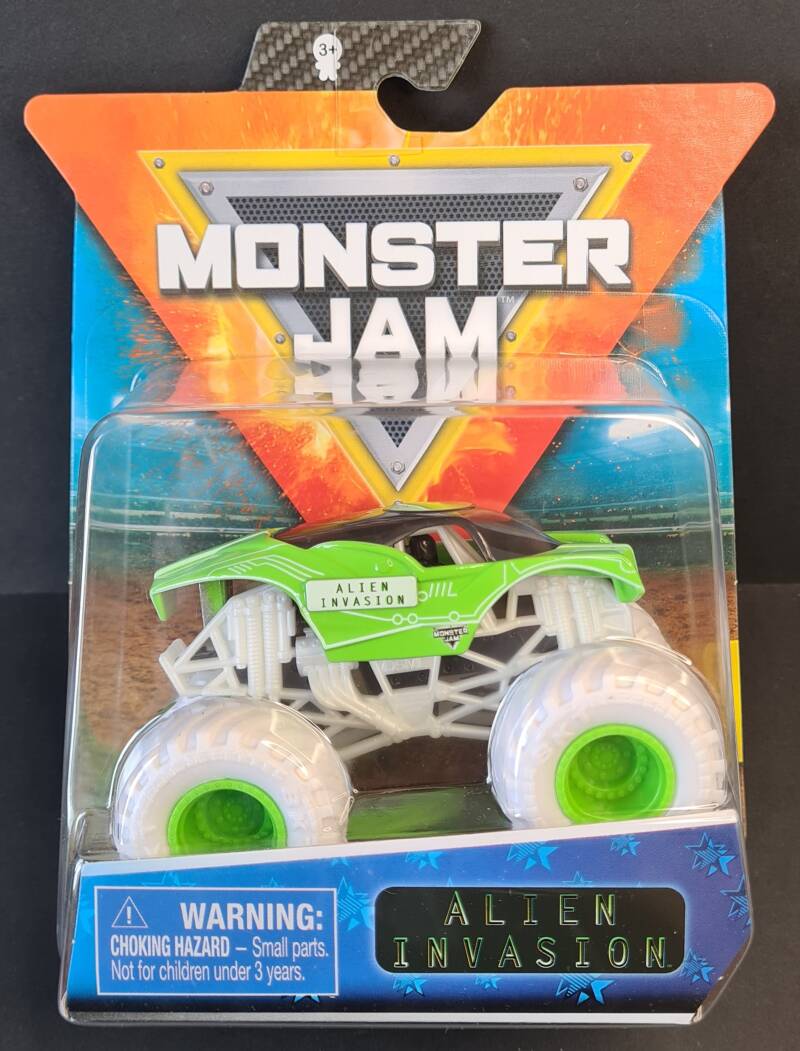 3+
MONSTER
JAM™
ALIEN
INVASION
MONSTER
JAM
WARNING:
CHOKING HAZARD – Small parts.
Not for children under 3 years.
ALIEN
INVASION